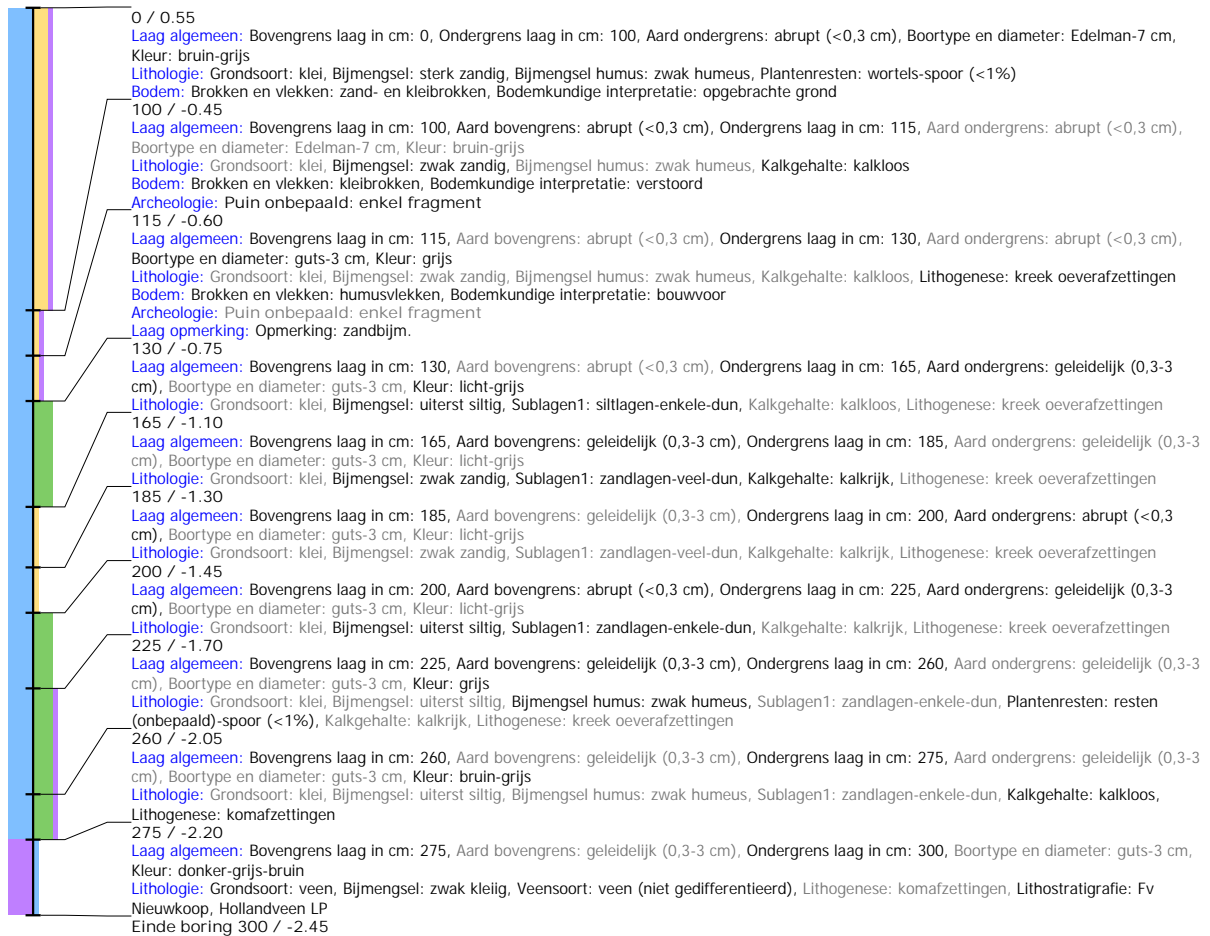 0 / 0.55
Laag algemeen: Bovengrens laag in cm: 0, Ondergrens laag in cm: 100, Aard ondergrens: abrupt (<0,3 cm), Boortype en diameter: Edelman-7 cm,
Kleur: bruin-grijs
Lithologie: Grondsoort: klei, Bijmengsel: sterk zandig, Bijmengsel humus: zwak humeus, Plantenresten: wortels-spoor (<1%)
Bodem: Brokken en vlekken: zand- en kleibrokken, Bodemkundige interpretatie: opgebrachte grond
100 / -0.45
Laag algemeen: Bovengrens laag in cm: 100, Aard bovengrens: abrupt (<0,3 cm), Ondergrens laag in cm: 115, Aard ondergrens: abrupt (<0,3 cm),
Boortype en diameter: Edelman-7 cm, Kleur: bruin-grijs
Lithologie: Grondsoort: klei, Bijmengsel: zwak zandig, Bijmengsel humus: zwak humeus, Kalkgehalte: kalkloos
Bodem: Brokken en vlekken: kleibrokken, Bodemkundige interpretatie: verstoord
Archeologie: Puin onbepaald: enkel fragment
115 / -0.60
Laag algemeen: Bovengrens laag in cm: 115, Aard bovengrens: abrupt (<0,3 cm), Ondergrens laag in cm: 130, Aard ondergrens: abrupt (<0,3 cm),
Boortype en diameter: guts-3 cm, Kleur: grijs
Lithologie: Grondsoort: klei, Bijmengsel: zwak zandig, Bijmengsel humus: zwak humeus, Kalkgehalte: kalkloos, Lithogenese: kreek oeverafzettingen
Bodem: Brokken en vlekken: humusvlekken, Bodemkundige interpretatie: bouwvoor
Archeologie: Puin onbepaald: enkel fragment
Laag opmerking: Opmerking: zandbijm.
130 / -0.75
Laag algemeen: Bovengrens laag in cm: 130, Aard bovengrens: abrupt (<0,3 cm), Ondergrens laag in cm: 165, Aard ondergrens: geleidelijk (0,3-3
cm), Boortype en diameter: guts-3 cm, Kleur: licht-grijs
Lithologie: Grondsoort: klei, Bijmengsel: uiterst siltig, Sublagen1: siltlagen-enkele-dun, Kalkgehalte: kalkloos, Lithogenese: kreek oeverafzettingen
165 / -1.10
Laag algemeen: Bovengrens laag in cm: 165, Aard bovengrens: geleidelijk (0,3-3 cm), Ondergrens laag in cm: 185, Aard ondergrens: geleidelijk (0,3-3
cm), Boortype en diameter: guts-3 cm, Kleur: licht-grijs
Lithologie: Grondsoort: klei, Bijmengsel: zwak zandig, Sublagen1: zandlagen-veel-dun, Kalkgehalte: kalkrijk, Lithogenese: kreek oeverafzettingen
185 / -1.30
Laag algemeen: Bovengrens laag in cm: 185, Aard bovengrens: geleidelijk (0,3-3 cm), Ondergrens laag in cm: 200, Aard ondergrens: abrupt (<0,3
cm), Boortype en diameter: guts-3 cm, Kleur: licht-grijs
Lithologie: Grondsoort: klei, Bijmengsel: zwak zandig, Sublagen1: zandlagen-veel-dun, Kalkgehalte: kalkrijk, Lithogenese: kreek oeverafzettingen
200 / -1.45
Laag algemeen: Bovengrens laag in cm: 200, Aard bovengrens: abrupt (<0,3 cm), Ondergrens laag in cm: 225, Aard ondergrens: geleidelijk (0,3-3
cm), Boortype en diameter: guts-3 cm, Kleur: licht-grijs
Lithologie: Grondsoort: klei, Bijmengsel: uiterst siltig, Sublagen1: zandlagen-enkele-dun, Kalkgehalte: kalkrijk, Lithogenese: kreek oeverafzettingen
225 / -1.70
Laag algemeen: Bovengrens laag in cm: 225, Aard bovengrens: geleidelijk (0,3-3 cm), Ondergrens laag in cm: 260, Aard ondergrens: geleidelijk (0,3-3
cm), Boortype en diameter: guts-3 cm, Kleur: grijs
Lithologie: Grondsoort: klei, Bijmengsel: uiterst siltig, Bijmengsel humus: zwak humeus, Sublagen1: zandlagen-enkele-dun, Plantenresten: resten
(onbepaald)-spoor (<1%), Kalkgehalte: kalkrijk, Lithogenese: kreek oeverafzettingen
260 / -2.05
Laag algemeen: Bovengrens laag in cm: 260, Aard bovengrens: geleidelijk (0,3-3 cm), Ondergrens laag in cm: 275, Aard ondergrens: geleidelijk (0,3-3
cm), Boortype en diameter: guts-3 cm, Kleur: bruin-grijs
Lithologie: Grondsoort: klei, Bijmengsel: uiterst siltig, Bijmengsel humus: zwak humeus, Sublagen1: zandlagen-enkele-dun, Kalkgehalte: kalkloos,
Lithogenese: komafzettingen
275 / -2.20
Laag algemeen: Bovengrens laag in cm: 275, Aard bovengrens: geleidelijk (0,3-3 cm), Ondergrens laag in cm: 300, Boortype en diameter: guts-3 cm,
Kleur: donker-grijs-bruin
Lithologie: Grondsoort: veen, Bijmengsel: zwak kleiig, Veensoort: veen (niet gedifferentieerd), Lithogenese: komafzettingen, Lithostratigrafie: Fv
Nieuwkoop, Hollandveen LP
Einde boring 300 / -2.45